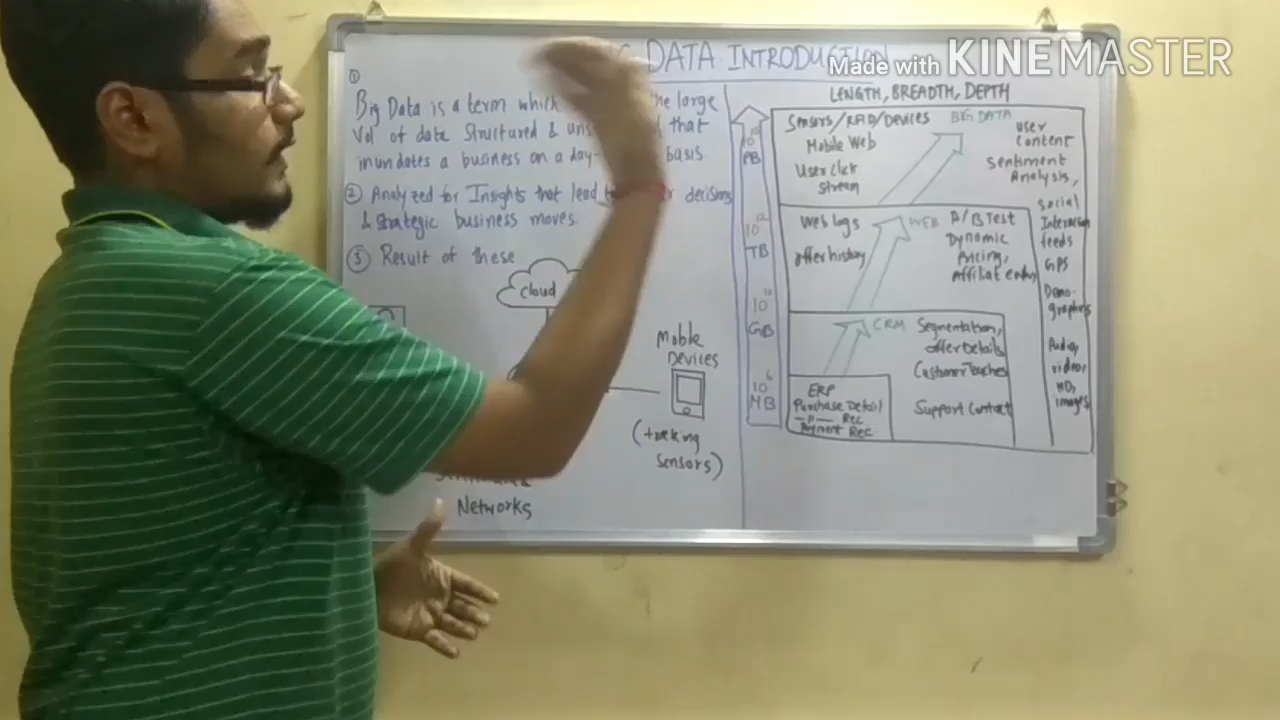 DATA INTRODUCTION
Made with KINEMASTER
①
Big Data is a term which the large
Vol of data Structured & uns that
inundates a business on a day- basis.
② Analyzed for Insights that lead decisions
& strategic business moves.
③ Result of these
Cloud
Mobile
Devices
(tracking
sensors)
Networks
LENGTH, BREADTH, DEPTH
Sensors/RFID/Devices
BIG DATA
Mobile Web
User Click
Stream
User
Content
Sentiment
Analysis,
Social
Interaction
feeds
GPS
Demo-
graphics
Audio,
video,
HD,
images
10
PB
Web logs
offer history
WEB
A/B Test
Dynamic
Pricing,
Affiliate
10 12
TB
10
GB
CRM
Segmentation,
offer Details
Customer Touches
Support Contact
10 6
MB
ERP
Purchase Detail
Rec
Payment Rec